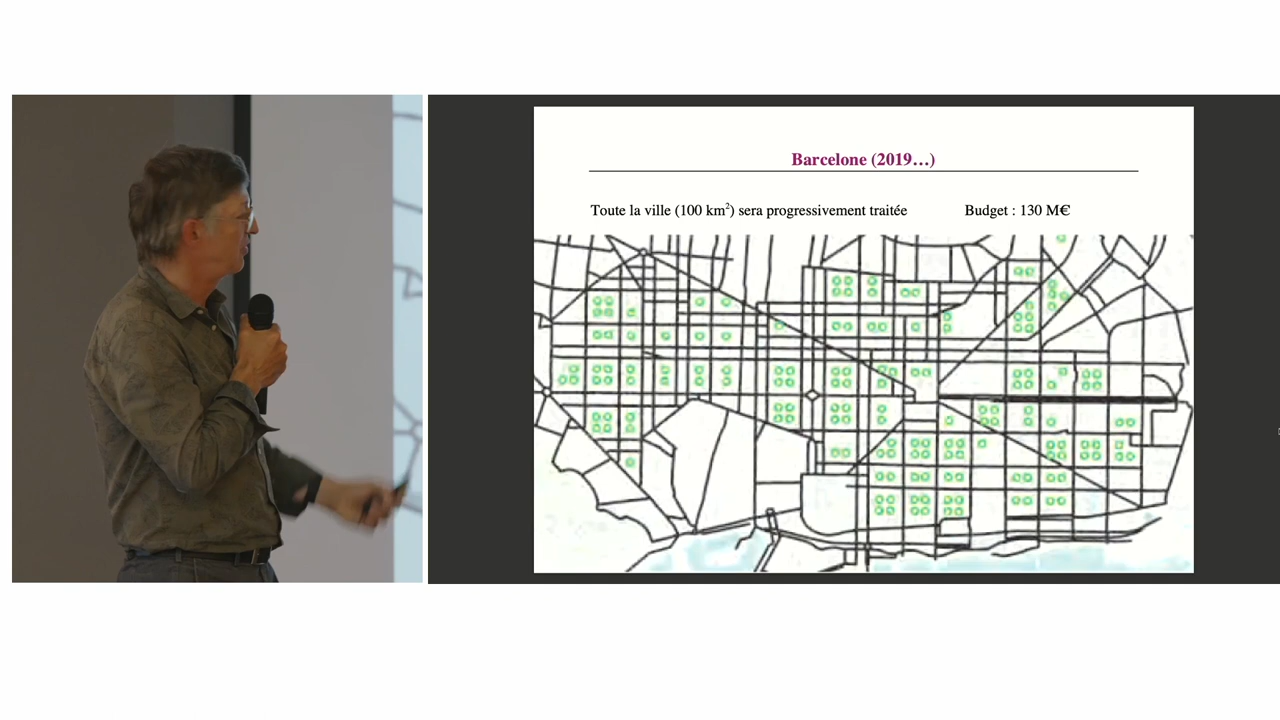 Barcelone (2019…)
Toute la ville (100 km²) sera progressivement traitée Budget : 130 M€